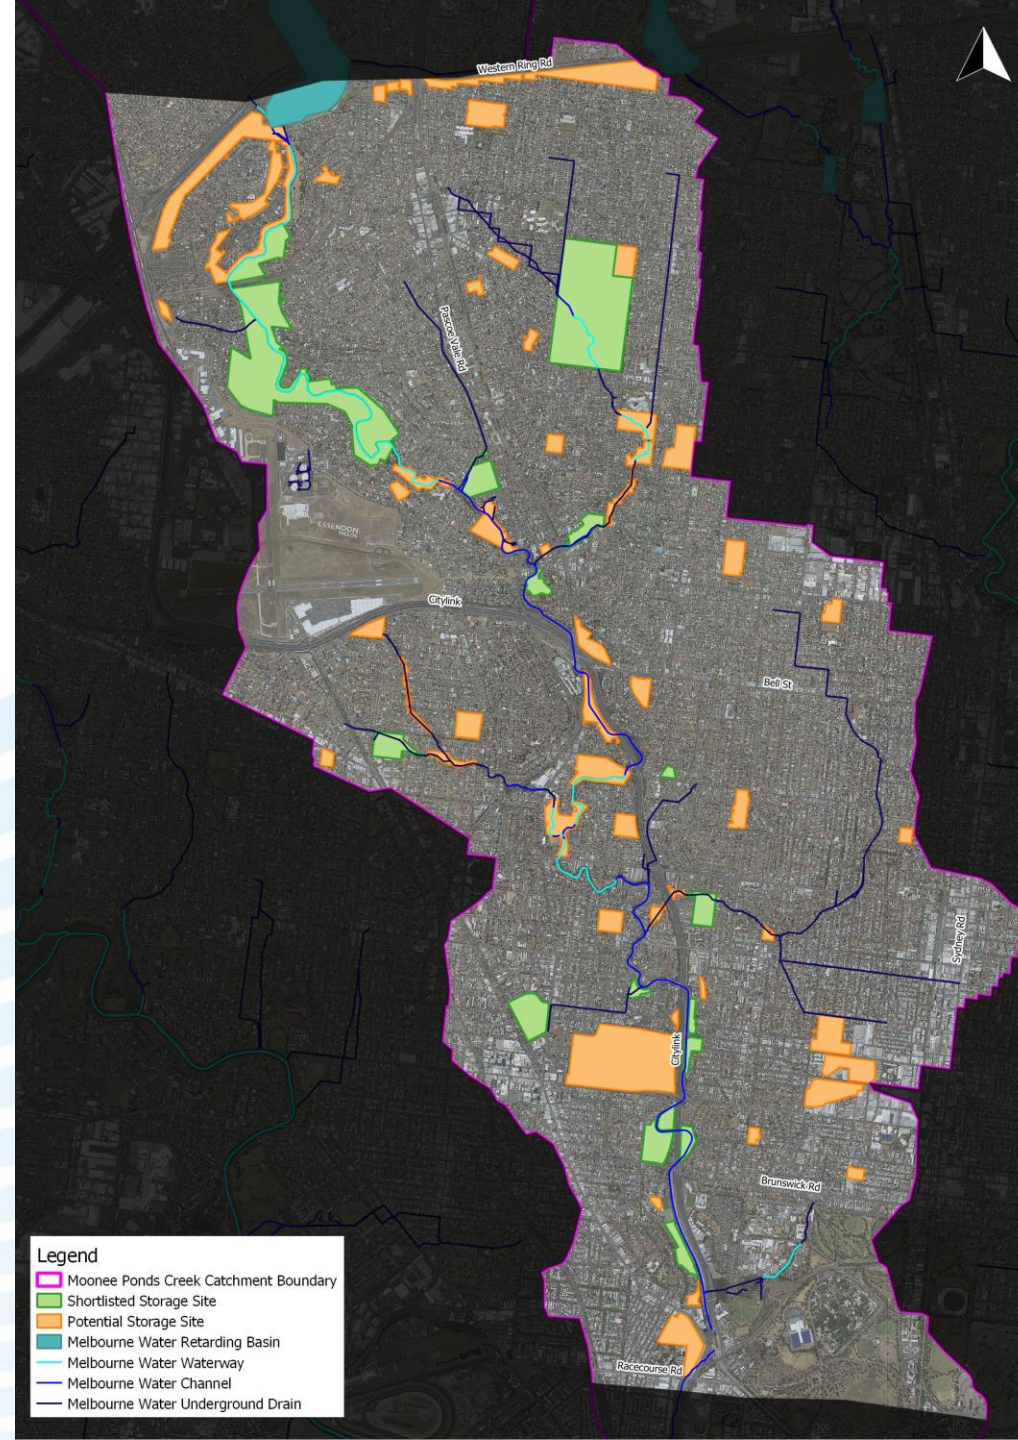 Western Ring Rd
Pascoe Vale Rd
ESSENDON
Citylink
Bell St
Sydney Rd
Citylink
Brunswick Rd
Racecourse Rd
Legend
Moonee Ponds Creek Catchment Boundary
Shortlisted Storage Site
Potential Storage Site
Melbourne Water Retarding Basin
Melbourne Water Waterway
Melbourne Water Channel
Melbourne Water Underground Drain